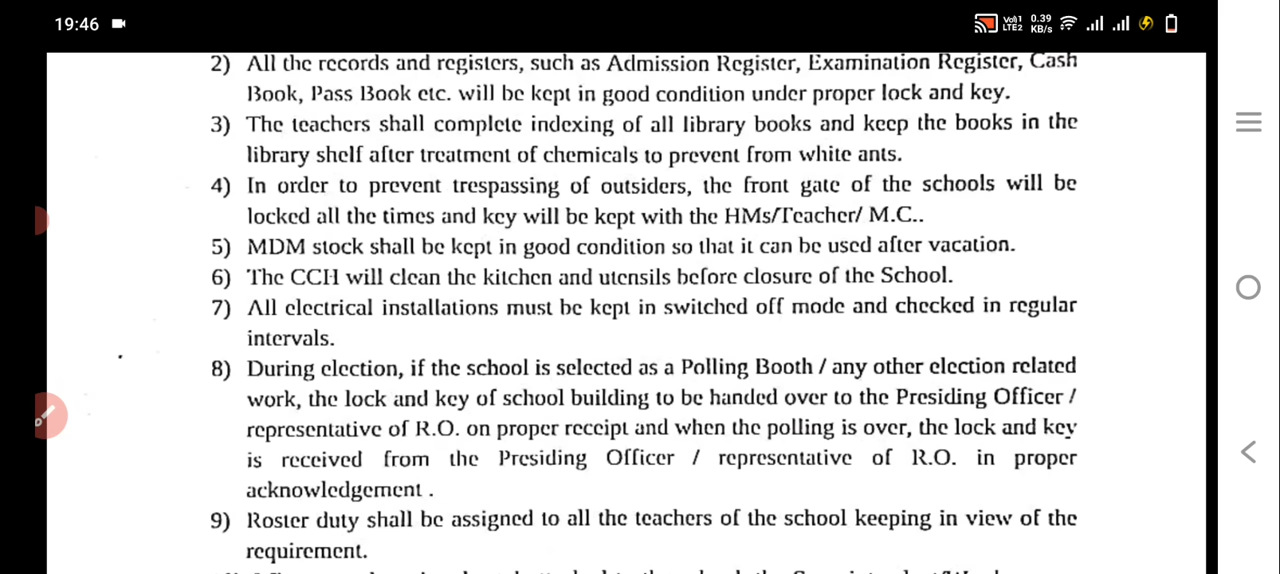 19:46
Vo)) 1 LTE2 0.39 KB/s
2) All the records and registers, such as Admission Register, Examination Register, Cash
Book, Pass Book etc. will be kept in good condition under proper lock and key.
3) The teachers shall complete indexing of all library books and keep the books in the
library shelf after treatment of chemicals to prevent from white ants.
4) In order to prevent trespassing of outsiders, the front gate of the schools will be
locked all the times and key will be kept with the HMs/Teacher/ M.C..
5) MDM stock shall be kept in good condition so that it can be used after vacation.
6) The CCH will clean the kitchen and utensils before closure of the School.
7) All electrical installations must be kept in switched off mode and checked in regular
intervals.
8) During election, if the school is selected as a Polling Booth / any other election related
work, the lock and key of school building to be handed over to the Presiding Officer /
representative of R.O. on proper receipt and when the polling is over, the lock and key
is received from the Presiding Officer / representative of R.O. in proper
acknowledgement .
9) Roster duty shall be assigned to all the teachers of the school keeping in view of the
requirement.